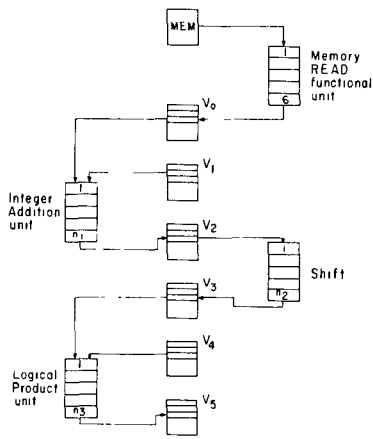 MEM
1
Memory
READ
functional
unit
6
V₀
V₁
1
Integer
Addition
unit
n₁
V₂
1
Shift
n₂
V₃
1
V₄
Logical
Product
unit
n₃
V₅